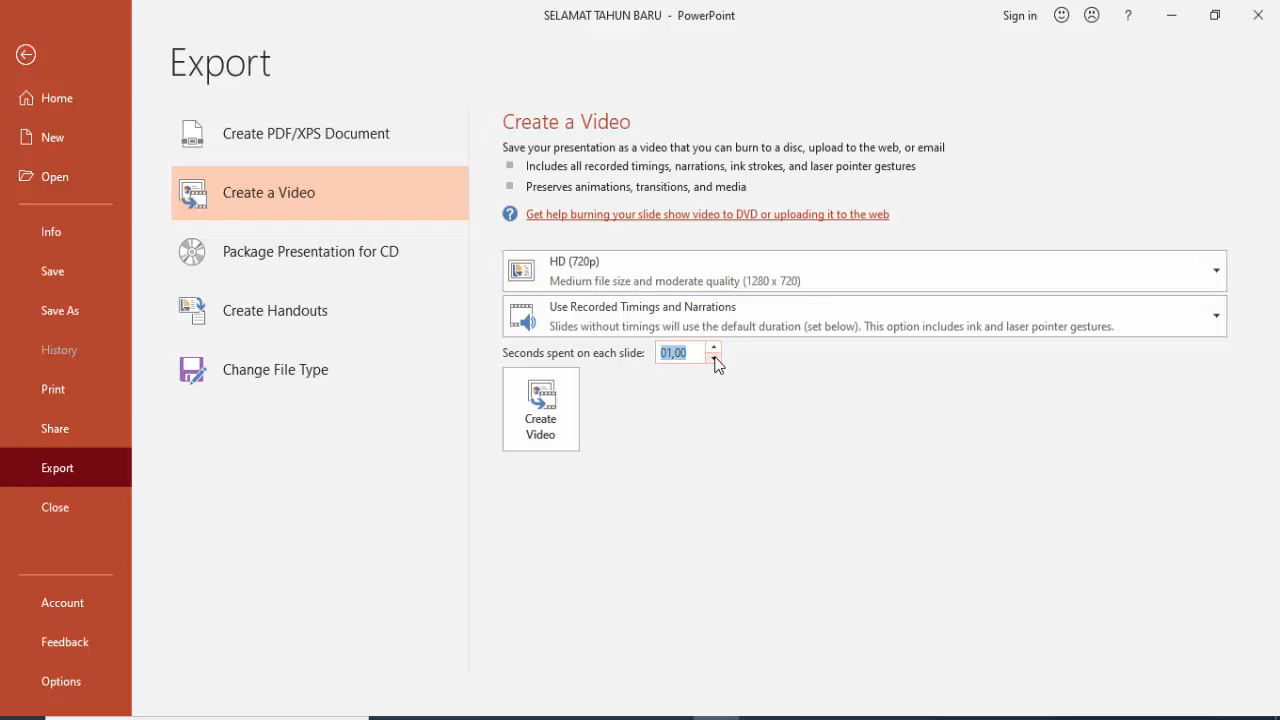 SELAMAT TAHUN BARU - PowerPoint
Sign in
?
Export
Home
New
Open
Info
Save
Save As
History
Print
Share
Export
Close
Account
Feedback
Options
Create PDF/XPS Document
Create a Video
Package Presentation for CD
Create Handouts
Change File Type
Create a Video
Save your presentation as a video that you can burn to a disc, upload to the web, or email
Includes all recorded timings, narrations, ink strokes, and laser pointer gestures
Preserves animations, transitions, and media
? Get help burning your slide show video to DVD or uploading it to the web
HD (720p)
Medium file size and moderate quality (1280 x 720)
Use Recorded Timings and Narrations
Slides without timings will use the default duration (set below). This option includes ink and laser pointer gestures.
Seconds spent on each slide: 01,00
Create
Video